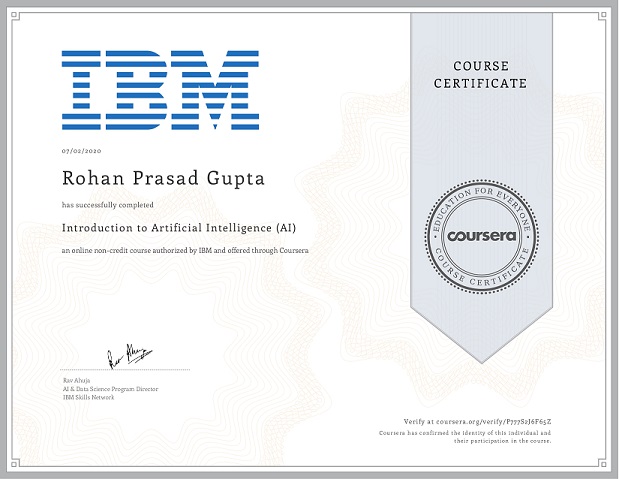 IBM
COURSE
CERTIFICATE
07/02/2020
Rohan Prasad Gupta
has successfully completed
Introduction to Artificial Intelligence (AI)
an online non-credit course authorized by IBM and offered through Coursera
EDUCATION FOR EVERYONE
coursera
COURSE CERTIFICATE
Rav Ahuja
Rav Ahuja
AI & Data Science Program Director
IBM Skills Network
Verify at coursera.org/verify/P777S2J6F65Z
Coursera has confirmed the identity of this individual and
their participation in the course.